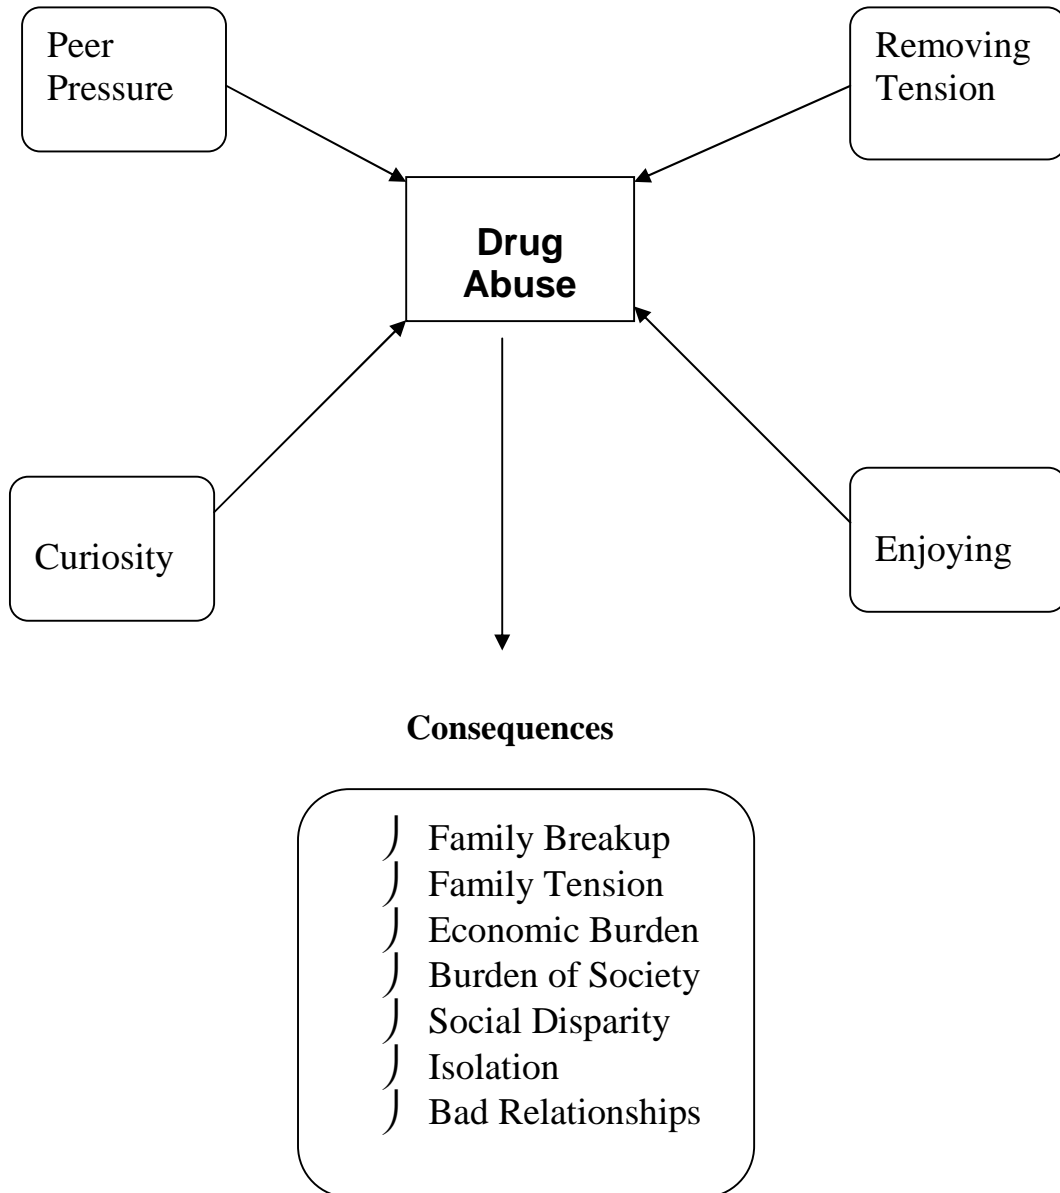 Peer
Pressure
Removing
Tension
Drug
Abuse
Curiosity
Enjoying
Consequences
Family Breakup
Family Tension
Economic Burden
Burden of Society
Social Disparity
Isolation
Bad Relationships